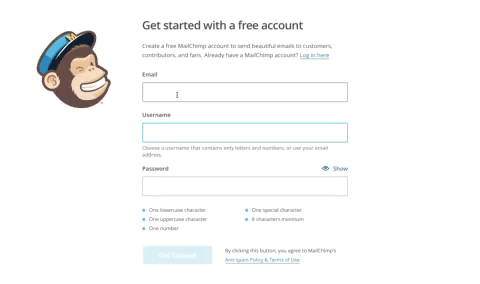 Get started with a free account
Create a free MailChimp account to send beautiful emails to customers,
contributors, and fans. Already have a MailChimp account? Log in here
Email
Username
Choose a username that contains only letters and numbers, or use your email
address.
Password
Show
One lowercase character
One special character
One uppercase character
8 characters minimum
One number
Get Started!
By clicking this button, you agree to MailChimp's
Anti-spam Policy & Terms of Use.